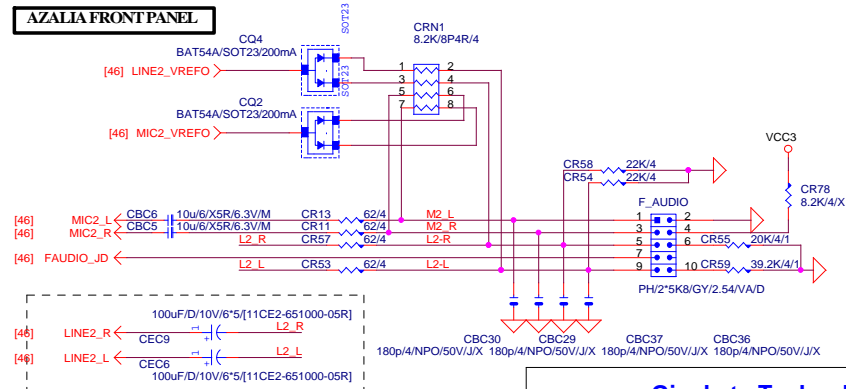 AZALIA FRONT PANEL
SOT23
CQ4
BAT54A/SOT23/200mA
CRN1
8.2K/8P4R/4
[46] LINE2_VREFO
1 2
3 4
5 6
7 8
SOT23
CQ2
BAT54A/SOT23/200mA
[46] MIC2_VREFO
VCC3
CR58 22K/4
CR54 22K/4
CR78
8.2K/4/X
F_AUDIO
[46] MIC2_L CBC6 10u/6/X5R/6.3V/M CR13 62/4 M2_L 1 2
[46] MIC2_R CBC5 10u/6/X5R/6.3V/M CR11 62/4 M2_R 3 4
L2_R CR57 62/4 L2-R 5 6 CR55 20K/4/1
[46] FAUDIO_JD 7
L2_L CR53 62/4 L2-L 9 10 CR59 39.2K/4/1
PH/2*5K8/GY/2.54/VA/D
100uF/D/10V/6*5/[11CE2-651000-05R]
[46] LINE2_R 1 + L2_R
CEC9
[46] LINE2_L 1 + L2_L
CEC6
100uF/D/10V/6*5/[11CE2-651000-05R]
CBC30 CBC29 CBC37 CBC36
180p/4/NPO/50V/J/X 180p/4/NPO/50V/J/X 180p/4/NPO/50V/J/X 180p/4/NPO/50V/J/X